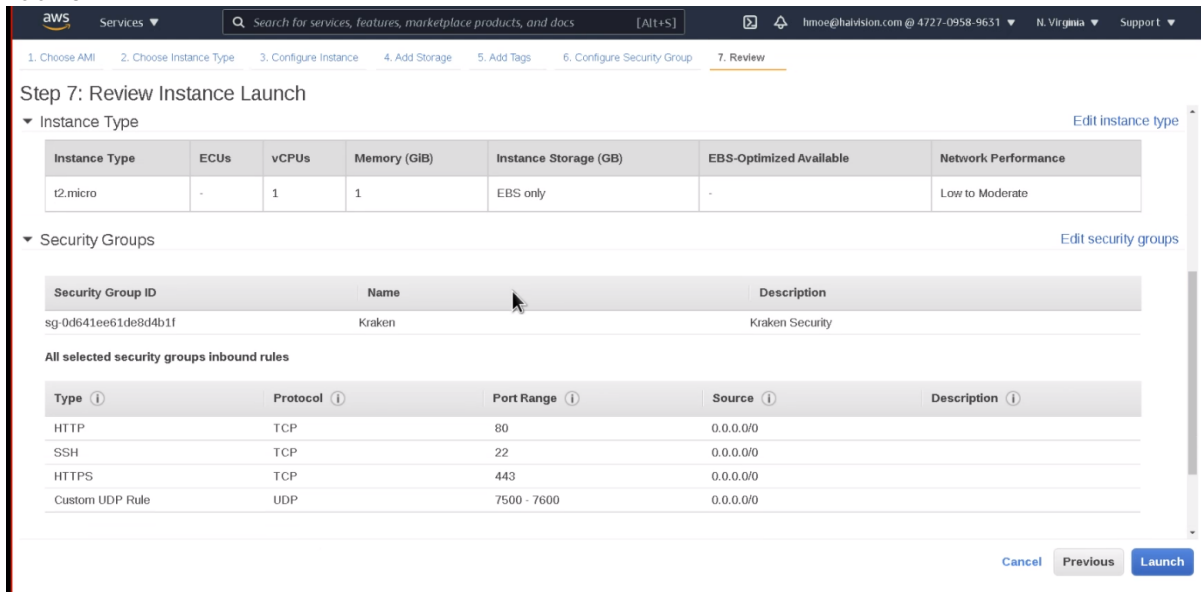 aws Services ▼ Search for services, features, marketplace products, and docs [Alt+S] hmoe@haivision.com @ 4727-0958-9631 ▼ N. Virginia ▼ Support ▼
1. Choose AMI 2. Choose Instance Type 3. Configure Instance 4. Add Storage 5. Add Tags 6. Configure Security Group 7. Review
Step 7: Review Instance Launch
Instance Type Edit instance type
Instance Type ECUs vCPUs Memory (GiB) Instance Storage (GB) EBS-Optimized Available Network Performance
t2.micro - 1 1 EBS only - Low to Moderate
Security Groups Edit security groups
Security Group ID Name Description
sg-0d641ee61de8d4b1f Kraken Kraken Security
All selected security groups inbound rules
Type Protocol Port Range Source Description
HTTP TCP 80 0.0.0.0/0
SSH TCP 22 0.0.0.0/0
HTTPS TCP 443 0.0.0.0/0
Custom UDP Rule UDP 7500 - 7600 0.0.0.0/0
Cancel Previous Launch